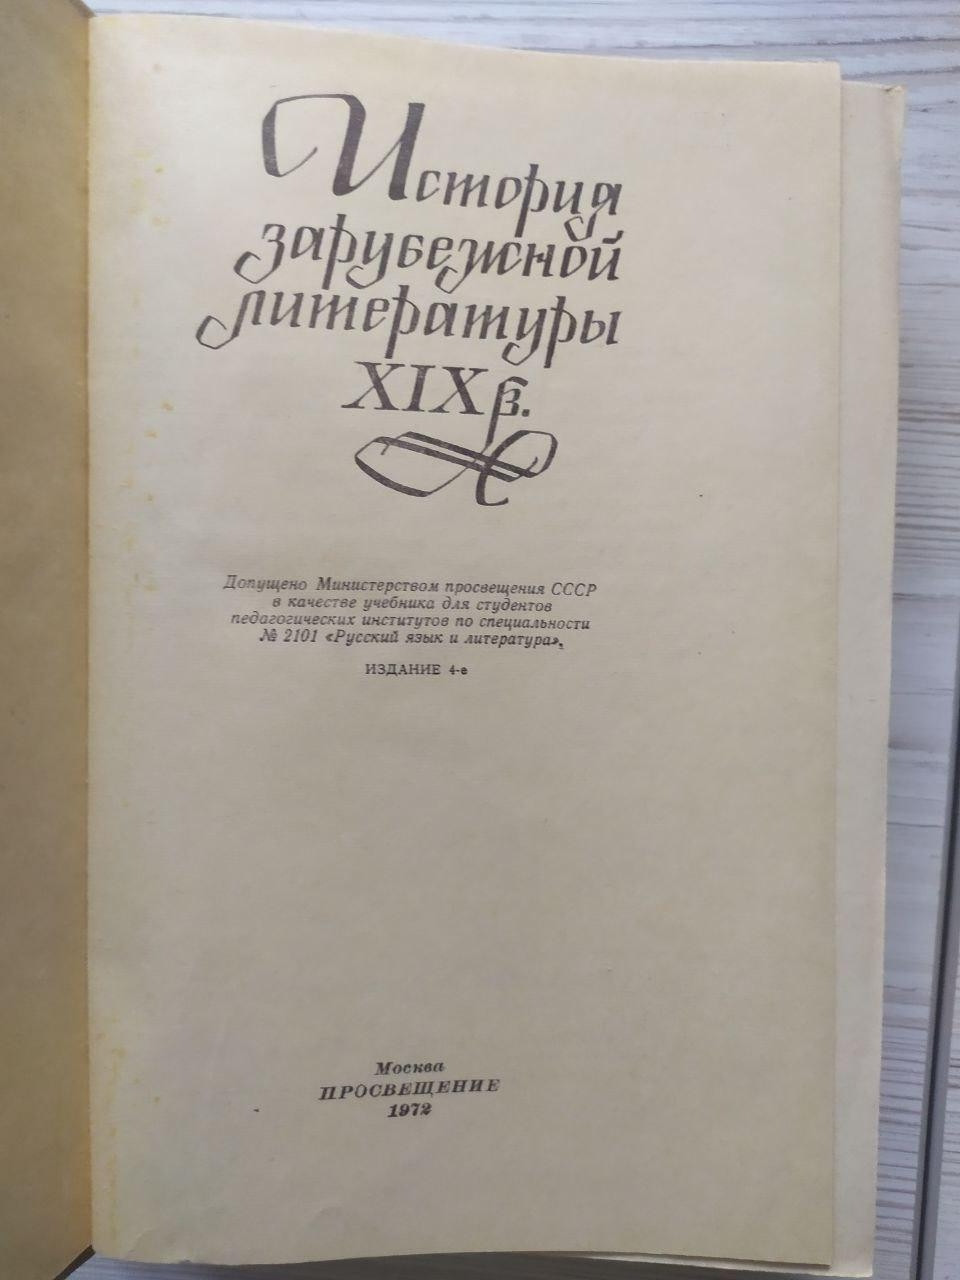 История
зарубежной
литературы
XIX в.
Допущено Министерством просвещения СССР
в качестве учебника для студентов
педагогических институтов по специальности
№ 2101 «Русский язык и литература».
ИЗДАНИЕ 4-е
Москва
ПРОСВЕЩЕНИЕ
1972